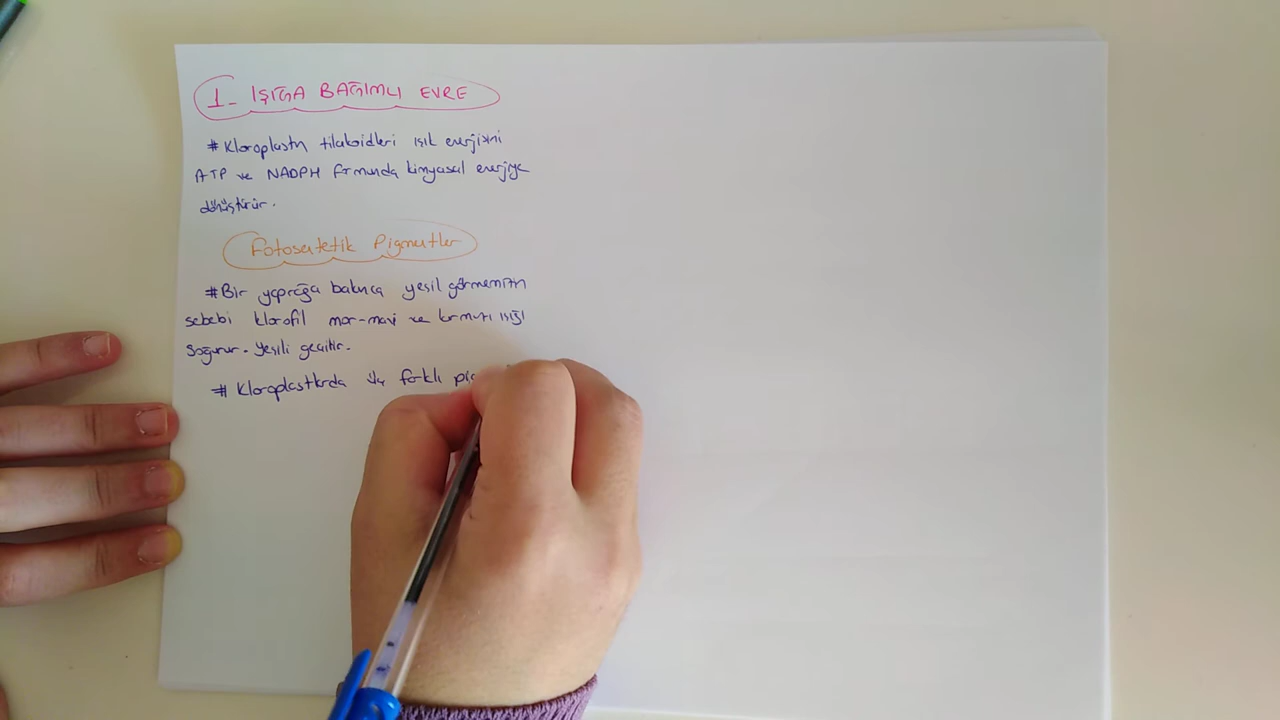 1- IŞIĞA BAĞIMLI EVRE
# Kloroplastın tilakoidleri ışık enerjisini
ATP ve NADPH formunda kimyasal enerjiye
dönüştürür.
Fotosentetik Pigmentler
# Bir yaprağa bakınca yeşil görmemizin
sebebi klorofil mor-mavi ve kırmızı ışığı
soğurur. Yeşili geçirir.
# Kloroplastlarda üç farklı